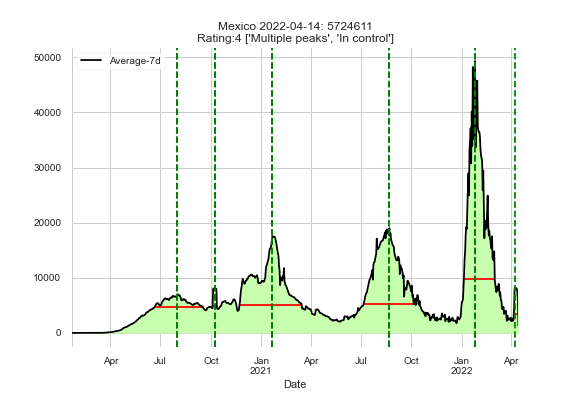 Mexico 2022-04-14: 5724611
Rating:4 ['Multiple peaks', 'In control']
Average-7d
50000
40000
30000
20000
10000
0
Apr Jul Oct Jan Apr Jul Oct Jan Apr
2021 2022
Date